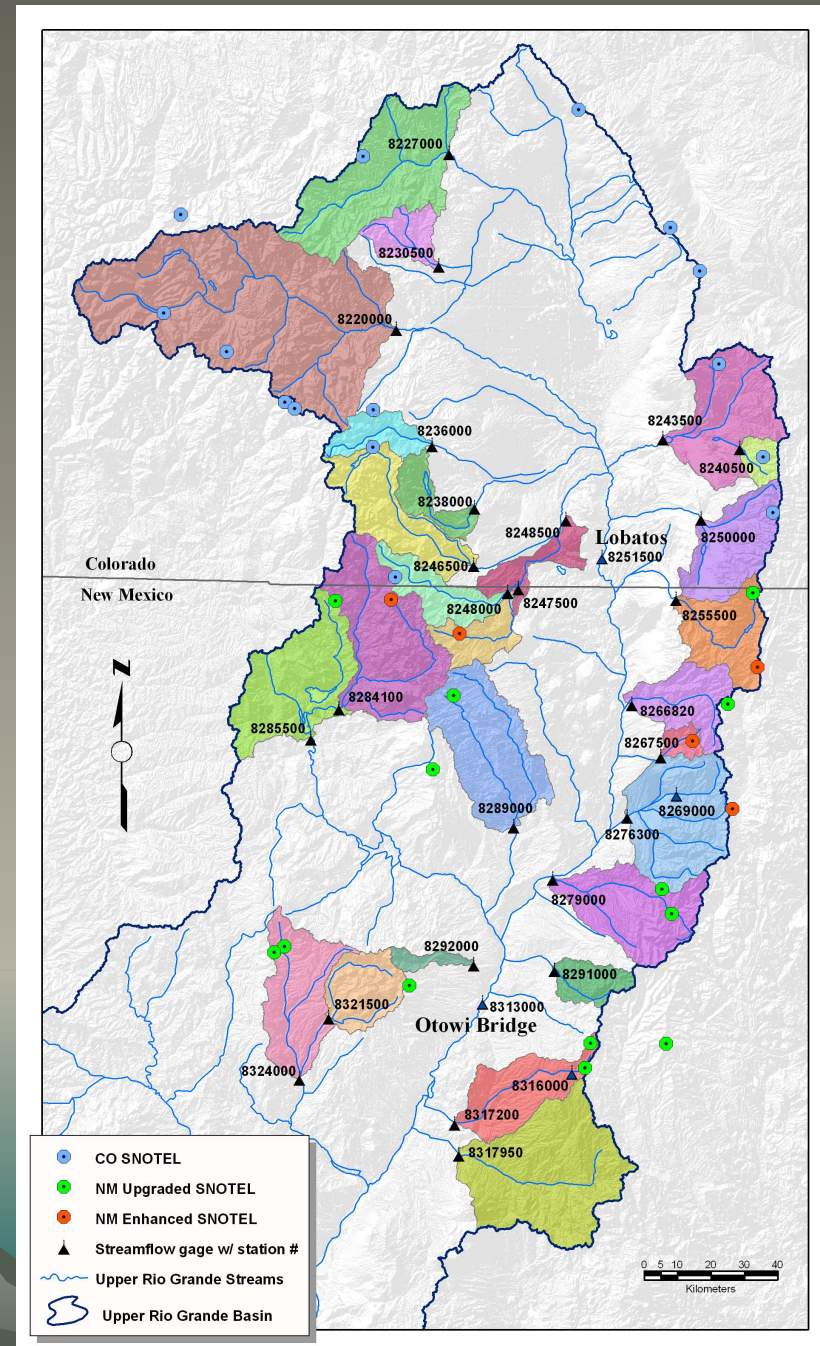 8227000
8230500
8220000
8243500
8236000
8240500
8238000
8248500
Lobatos
8250000
8251500
Colorado
8246500
New Mexico
8248000
8247500
8255500
8284100
8266820
8285500
8267500
8289000
8269000
8276300
8279000
8292000
8291000
8321500
8313000
Otowi Bridge
8324000
8316000
8317200
8317950
N
CO SNOTEL
NM Upgraded SNOTEL
NM Enhanced SNOTEL
Streamflow gage w/ station #
Upper Rio Grande Streams
Upper Rio Grande Basin
0 5 10 20 30 40
Kilometers